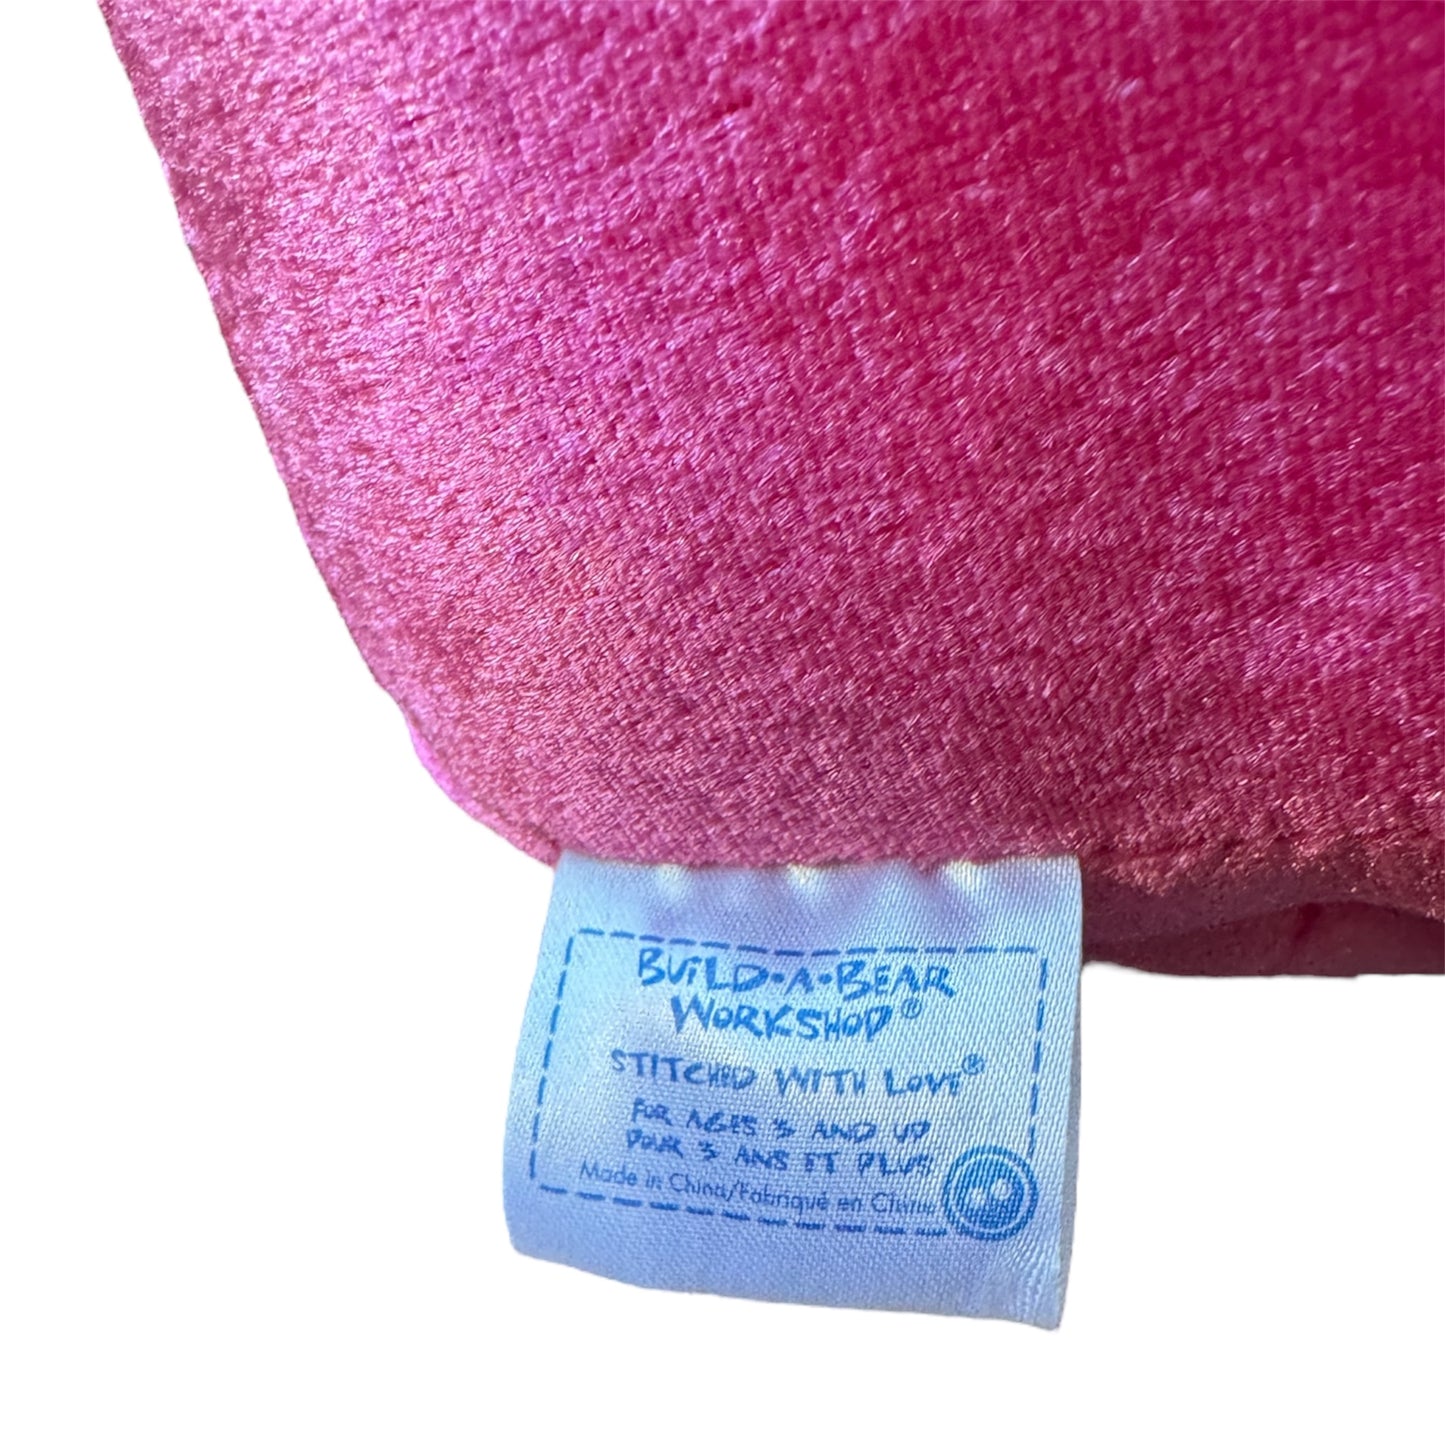 BUILD•A•BEAR
WORKSHOP®
STITCHED WITH LOVE®
FOR AGES 3 AND UP
POUR 3 ANS ET PLUS
Made in China/Fabriqué en Chine